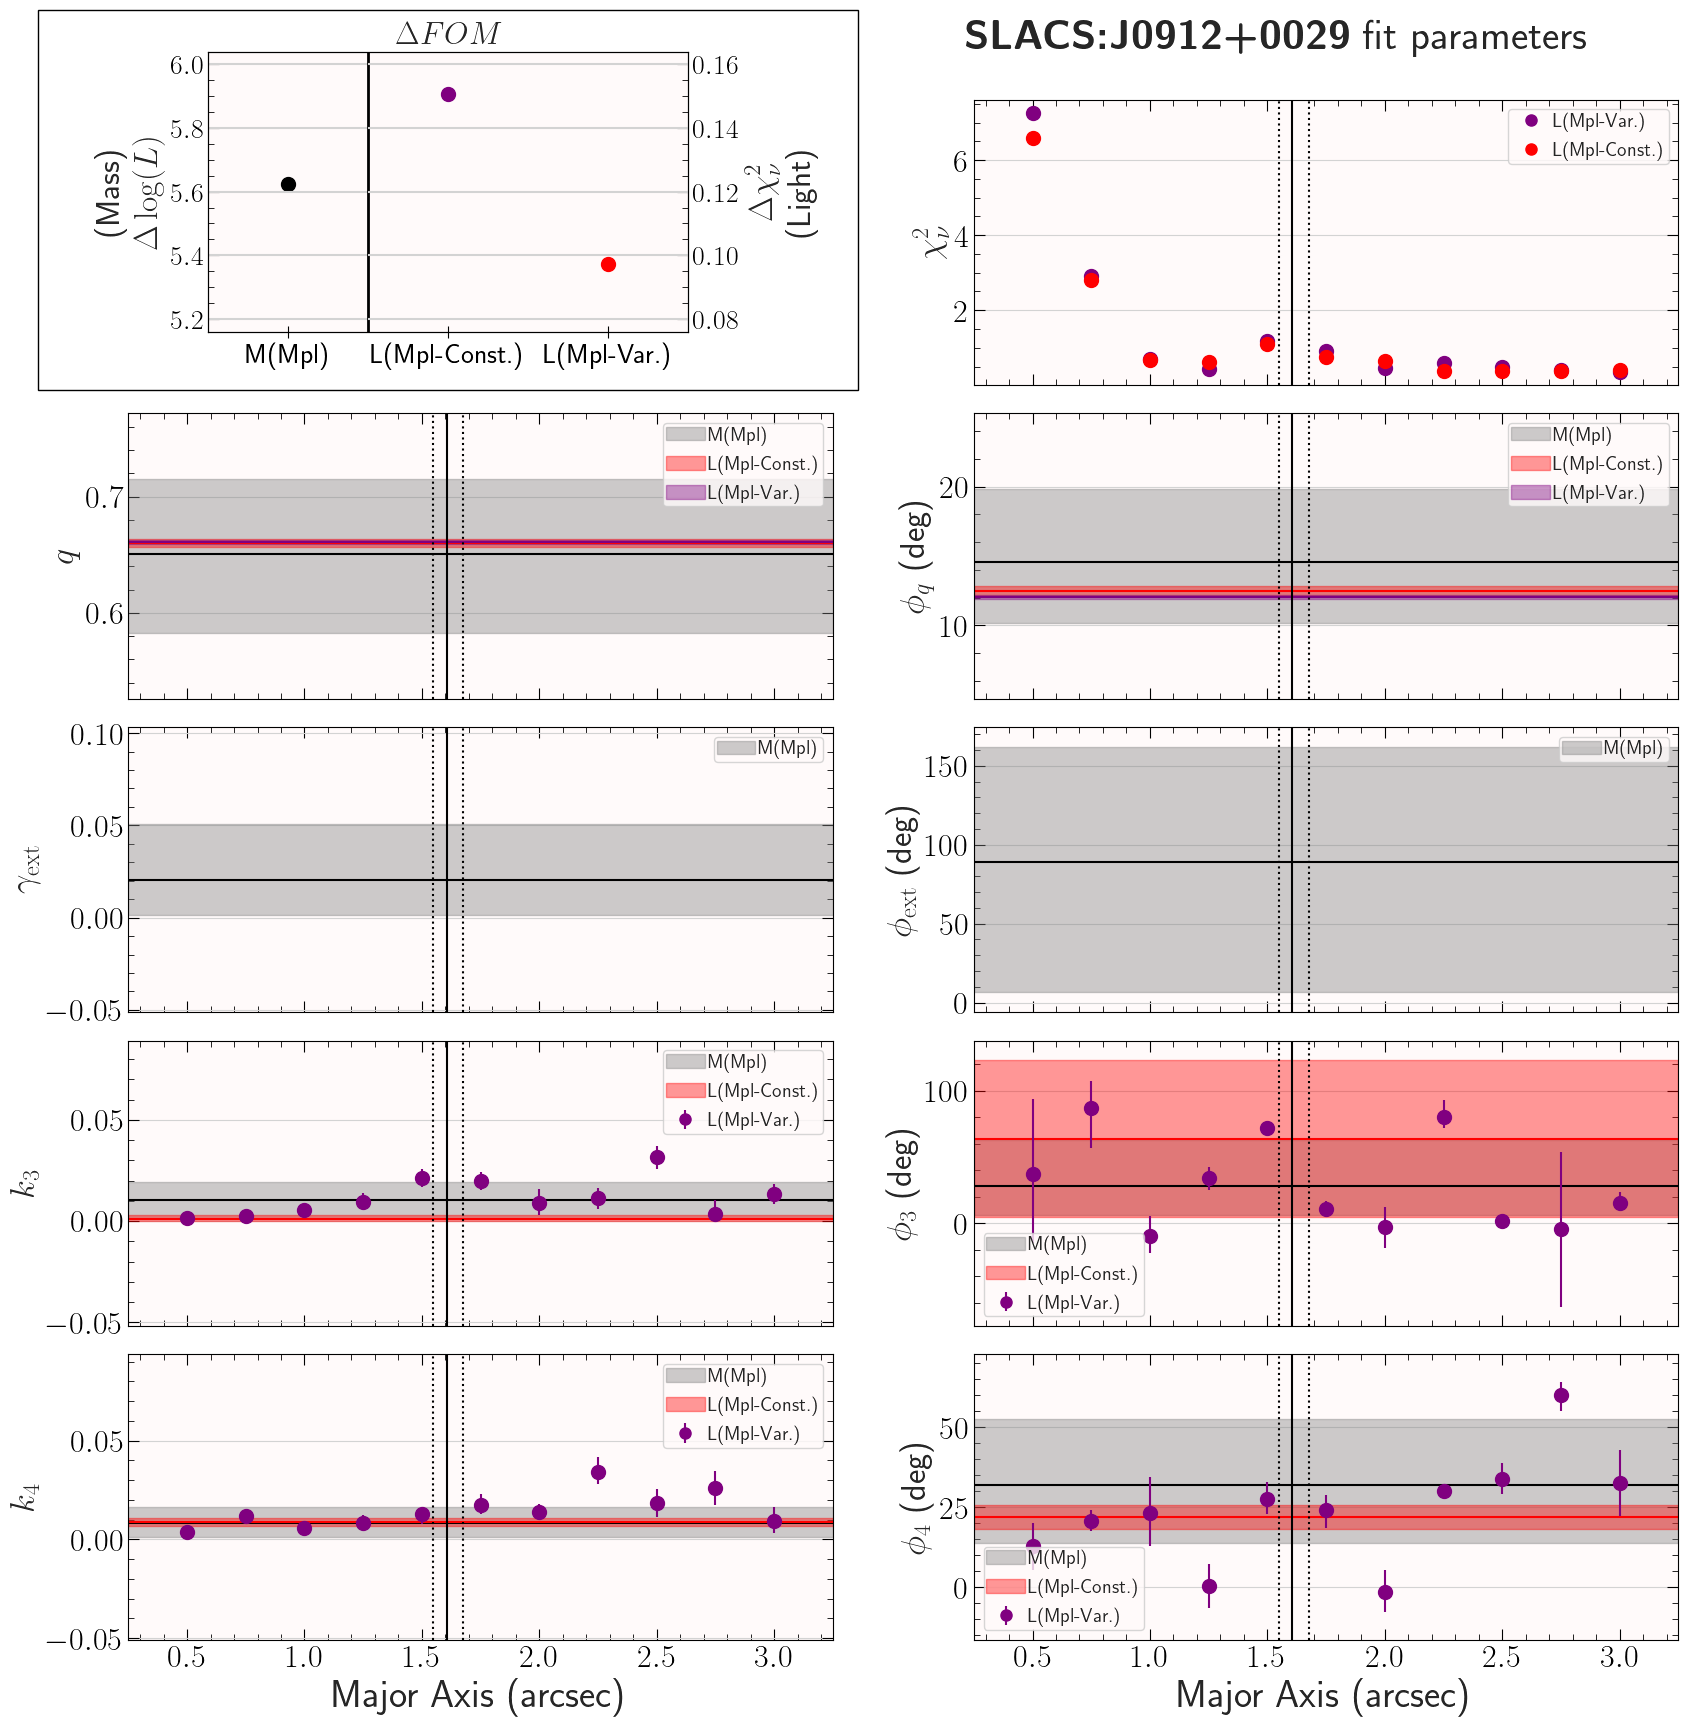 ΔFOM
SLACS:J0912+0029 fit parameters
(Mass)
Δ log(L)
6.0
5.8
5.6
5.4
5.2
0.16
0.14
0.12
0.10
0.08
Δχ²ν
(Light)
M(Mpl) L(Mpl-Const.) L(Mpl-Var.)
χ²ν
6
4
2
L(Mpl-Var.)
L(Mpl-Const.)
q
0.7
0.6
M(Mpl)
L(Mpl-Const.)
L(Mpl-Var.)
ϕq (deg)
20
10
M(Mpl)
L(Mpl-Const.)
L(Mpl-Var.)
γext
0.10
0.05
0.00
−0.05
M(Mpl)
ϕext (deg)
150
100
50
0
M(Mpl)
k3
0.05
0.00
−0.05
M(Mpl)
L(Mpl-Const.)
L(Mpl-Var.)
ϕ3 (deg)
100
0
M(Mpl)
L(Mpl-Const.)
L(Mpl-Var.)
k4
0.05
0.00
−0.05
M(Mpl)
L(Mpl-Const.)
L(Mpl-Var.)
0.5 1.0 1.5 2.0 2.5 3.0
Major Axis (arcsec)
ϕ4 (deg)
50
25
0
M(Mpl)
L(Mpl-Const.)
L(Mpl-Var.)
0.5 1.0 1.5 2.0 2.5 3.0
Major Axis (arcsec)